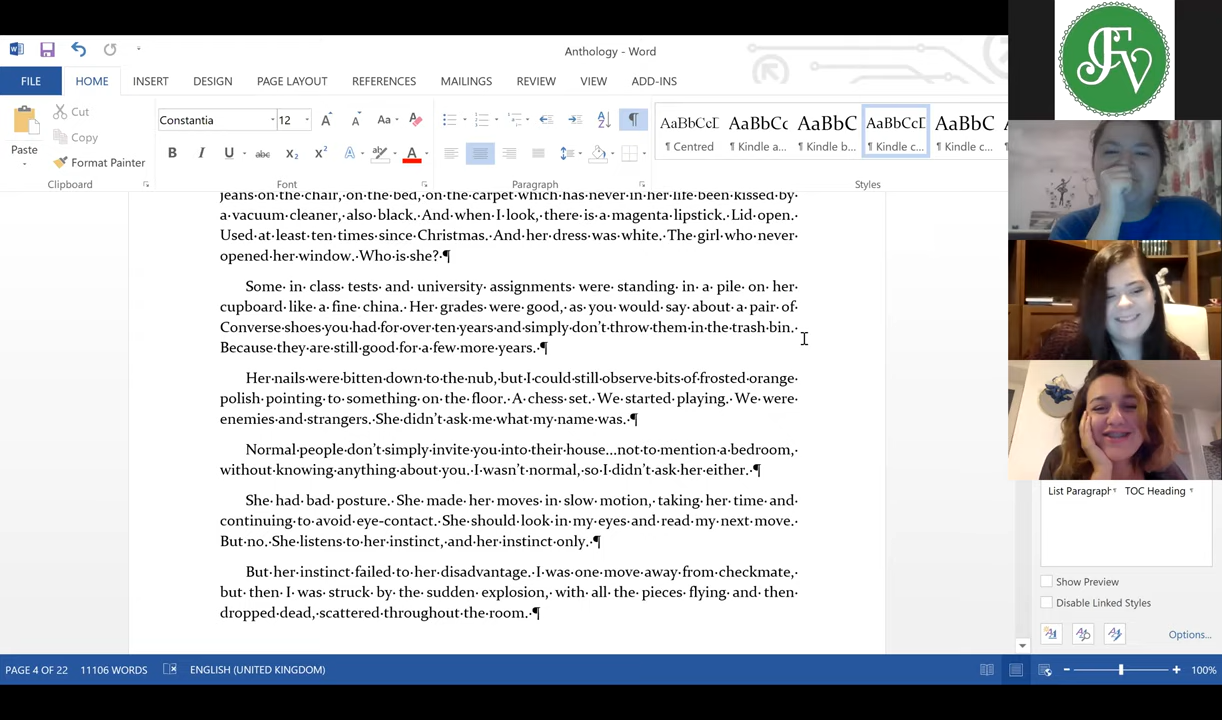 Anthology - Word
FILE HOME INSERT DESIGN PAGE LAYOUT REFERENCES MAILINGS REVIEW VIEW ADD-INS
Paste
Cut
Copy
Format Painter
Clipboard
Constantia 12
Font
Paragraph
AaBbCcD AaBbCc AaBbC AaBbCcD AaBbC
¶ Centred ¶ Kindle a... ¶ Kindle b... ¶ Kindle c... ¶ Kindle c...
Styles
jeans on the chair, on the bed, on the carpet which has never in her life been kissed by
a vacuum cleaner, also black. And when I look, there is a magenta lipstick. Lid open.
Used at least ten times since Christmas. And her dress was white. The girl who never
opened her window. Who is she? ¶
Some in class tests and university assignments were standing in a pile on her
cupboard like a fine china. Her grades were good, as you would say about a pair of
Converse shoes you had for over ten years and simply don't throw them in the trash bin.
Because they are still good for a few more years. ¶
Her nails were bitten down to the nub, but I could still observe bits of frosted orange
polish pointing to something on the floor. A chess set. We started playing. We were
enemies and strangers. She didn't ask me what my name was. ¶
Normal people don't simply invite you into their house...not to mention a bedroom,
without knowing anything about you. I wasn't normal, so I didn't ask her either. ¶
She had bad posture. She made her moves in slow motion, taking her time and
continuing to avoid eye-contact. She should look in my eyes and read my next move.
But no. She listens to her instinct, and her instinct only. ¶
But her instinct failed to her disadvantage. I was one move away from checkmate,
but then I was struck by the sudden explosion, with all the pieces flying and then
dropped dead, scattered throughout the room. ¶
List Paragraph TOC Heading
Show Preview
Disable Linked Styles
Options...
PAGE 4 OF 22 11106 WORDS ENGLISH (UNITED KINGDOM) 100%